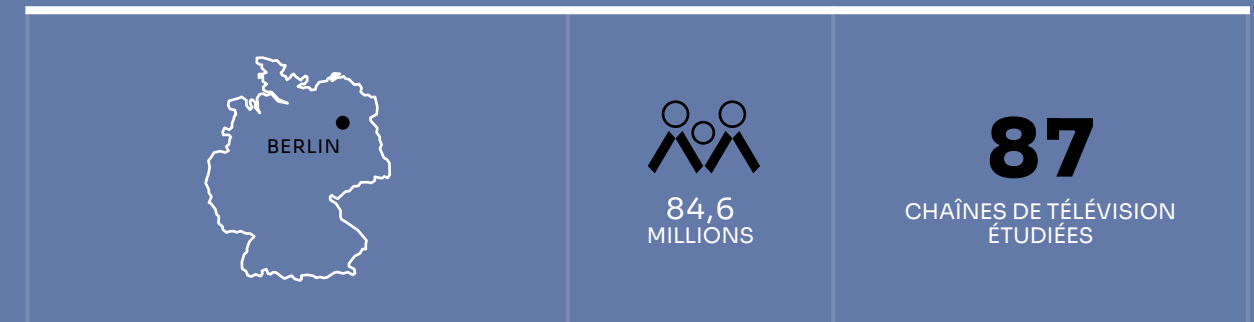 BERLIN
84,6
MILLIONS
87
CHAÎNES DE TÉLÉVISION
ÉTUDIÉES